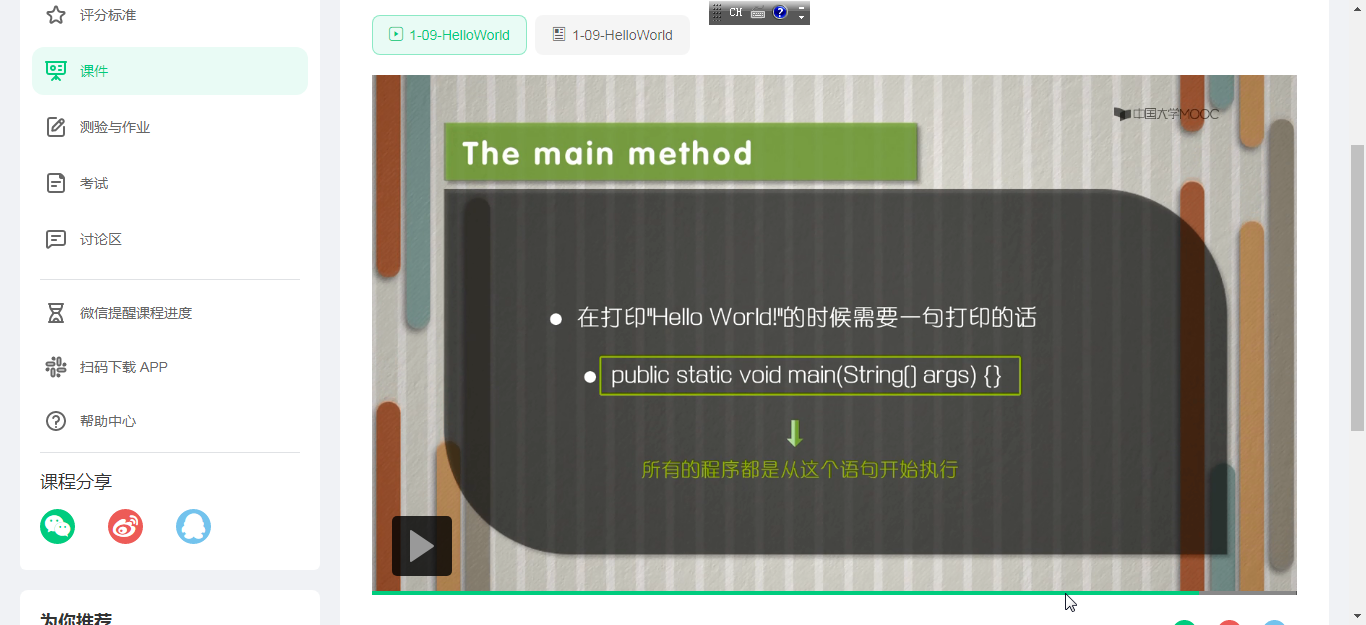 评分标准
课件
测验与作业
考试
讨论区
微信提醒课程进度
扫码下载 APP
帮助中心
课程分享
为你推荐
1-09-HelloWorld
1-09-HelloWorld
CH
?
中国大学MOOC
The main method
在打印"Hello World!"的时候需要一句打印的话
public static void main(String[] args) {}
所有的程序都是从这个语句开始执行